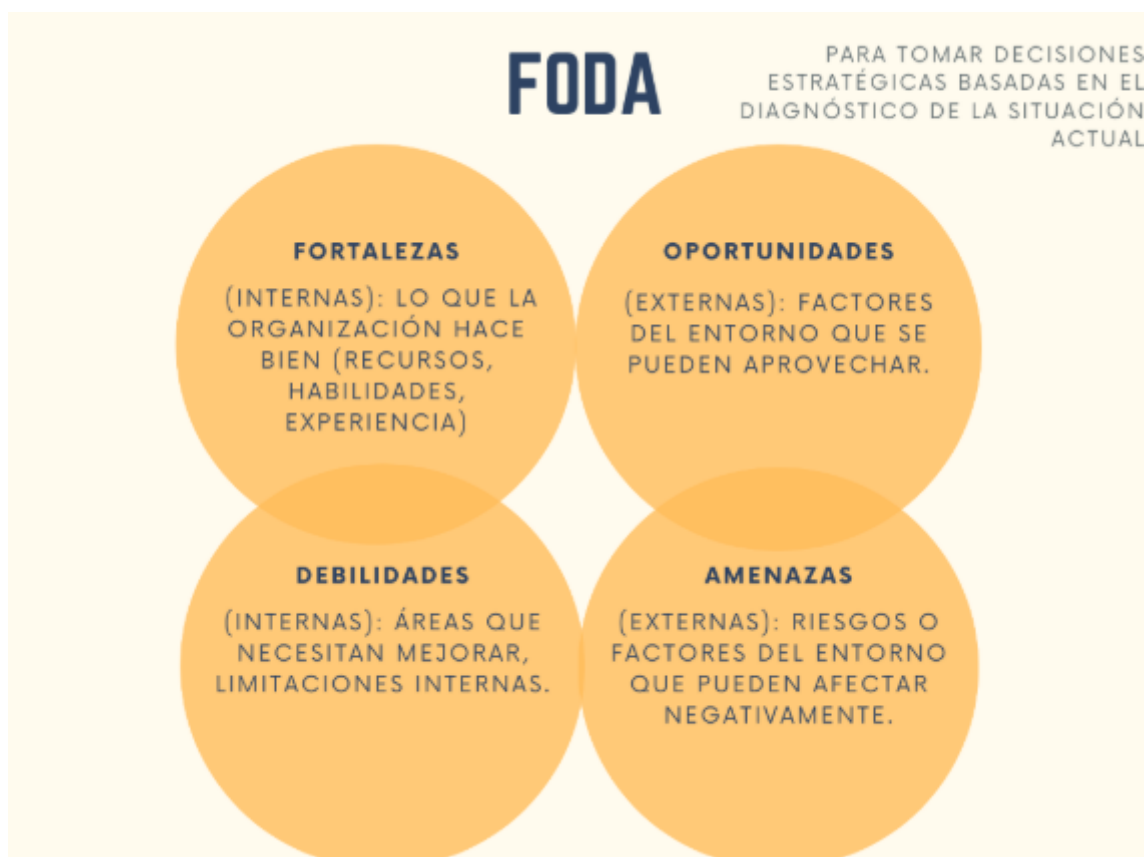 FODA
PARA TOMAR DECISIONES
ESTRATÉGICAS BASADAS EN EL
DIAGNÓSTICO DE LA SITUACIÓN
ACTUAL
FORTALEZAS
(INTERNAS): LO QUE LA
ORGANIZACIÓN HACE
BIEN (RECURSOS,
HABILIDADES,
EXPERIENCIA)
OPORTUNIDADES
(EXTERNAS): FACTORES
DEL ENTORNO QUE SE
PUEDEN APROVECHAR.
DEBILIDADES
(INTERNAS): ÁREAS QUE
NECESITAN MEJORAR,
LIMITACIONES INTERNAS.
AMENAZAS
(EXTERNAS): RIESGOS O
FACTORES DEL ENTORNO
QUE PUEDEN AFECTAR
NEGATIVAMENTE.